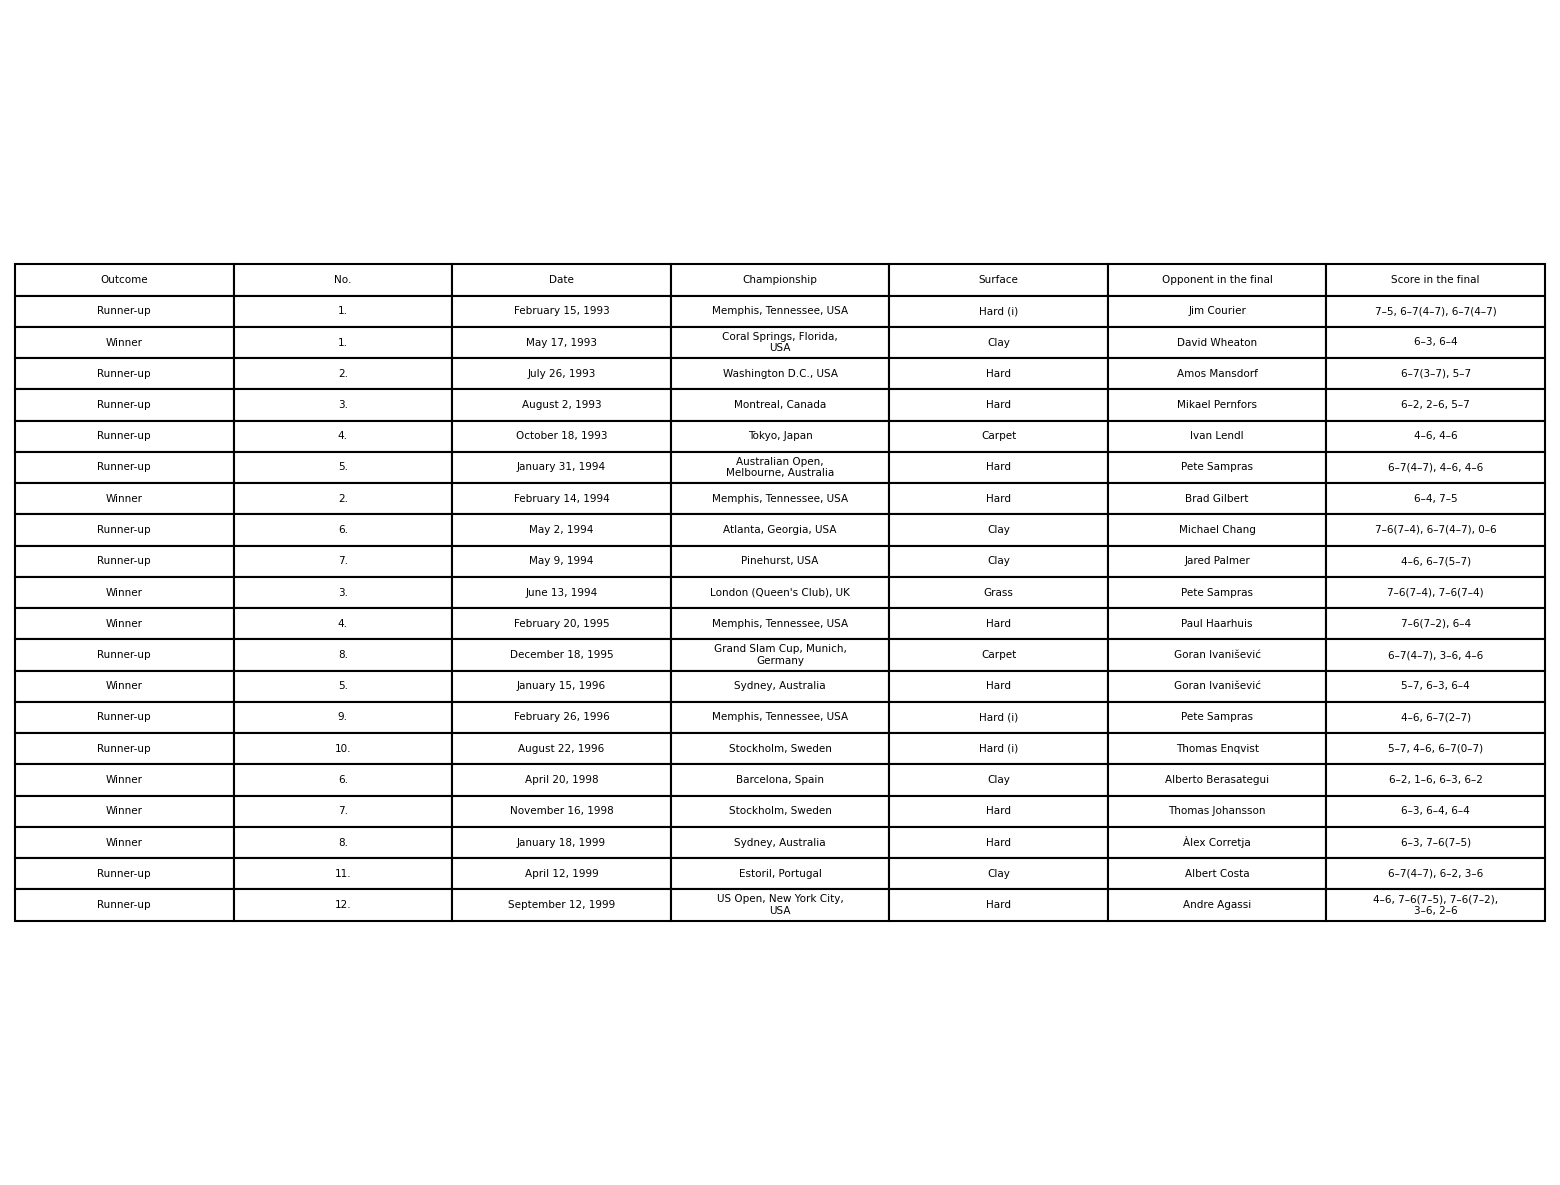 Outcome No. Date Championship Surface Opponent in the final Score in the final
Runner-up 1. February 15, 1993 Memphis, Tennessee, USA Hard (i) Jim Courier 7–5, 6–7(4–7), 6–7(4–7)
Winner 1. May 17, 1993 Coral Springs, Florida, USA Clay David Wheaton 6–3, 6–4
Runner-up 2. July 26, 1993 Washington D.C., USA Hard Amos Mansdorf 6–7(3–7), 5–7
Runner-up 3. August 2, 1993 Montreal, Canada Hard Mikael Pernfors 6–2, 2–6, 5–7
Runner-up 4. October 18, 1993 Tokyo, Japan Carpet Ivan Lendl 4–6, 4–6
Runner-up 5. January 31, 1994 Australian Open, Melbourne, Australia Hard Pete Sampras 6–7(4–7), 4–6, 4–6
Winner 2. February 14, 1994 Memphis, Tennessee, USA Hard Brad Gilbert 6–4, 7–5
Runner-up 6. May 2, 1994 Atlanta, Georgia, USA Clay Michael Chang 7–6(7–4), 6–7(4–7), 0–6
Runner-up 7. May 9, 1994 Pinehurst, USA Clay Jared Palmer 4–6, 6–7(5–7)
Winner 3. June 13, 1994 London (Queen's Club), UK Grass Pete Sampras 7–6(7–4), 7–6(7–4)
Winner 4. February 20, 1995 Memphis, Tennessee, USA Hard Paul Haarhuis 7–6(7–2), 6–4
Runner-up 8. December 18, 1995 Grand Slam Cup, Munich, Germany Carpet Goran Ivanišević 6–7(4–7), 3–6, 4–6
Winner 5. January 15, 1996 Sydney, Australia Hard Goran Ivanišević 5–7, 6–3, 6–4
Runner-up 9. February 26, 1996 Memphis, Tennessee, USA Hard (i) Pete Sampras 4–6, 6–7(2–7)
Runner-up 10. August 22, 1996 Stockholm, Sweden Hard (i) Thomas Enqvist 5–7, 4–6, 6–7(0–7)
Winner 6. April 20, 1998 Barcelona, Spain Clay Alberto Berasategui 6–2, 1–6, 6–3, 6–2
Winner 7. November 16, 1998 Stockholm, Sweden Hard Thomas Johansson 6–3, 6–4, 6–4
Winner 8. January 18, 1999 Sydney, Australia Hard Àlex Corretja 6–3, 7–6(7–5)
Runner-up 11. April 12, 1999 Estoril, Portugal Clay Albert Costa 6–7(4–7), 6–2, 3–6
Runner-up 12. September 12, 1999 US Open, New York City, USA Hard Andre Agassi 4–6, 7–6(7–5), 7–6(7–2), 3–6, 2–6